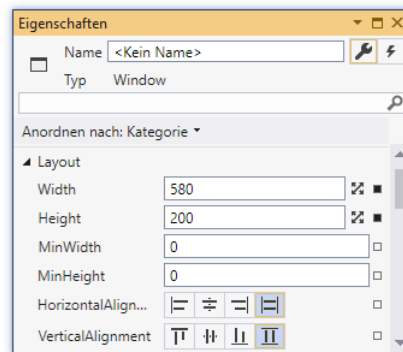 Eigenschaften
Name <Kein Name>
Typ Window
Anordnen nach: Kategorie
Layout
Width 580
Height 200
MinWidth 0
MinHeight 0
HorizontalAlign...
VerticalAlignment